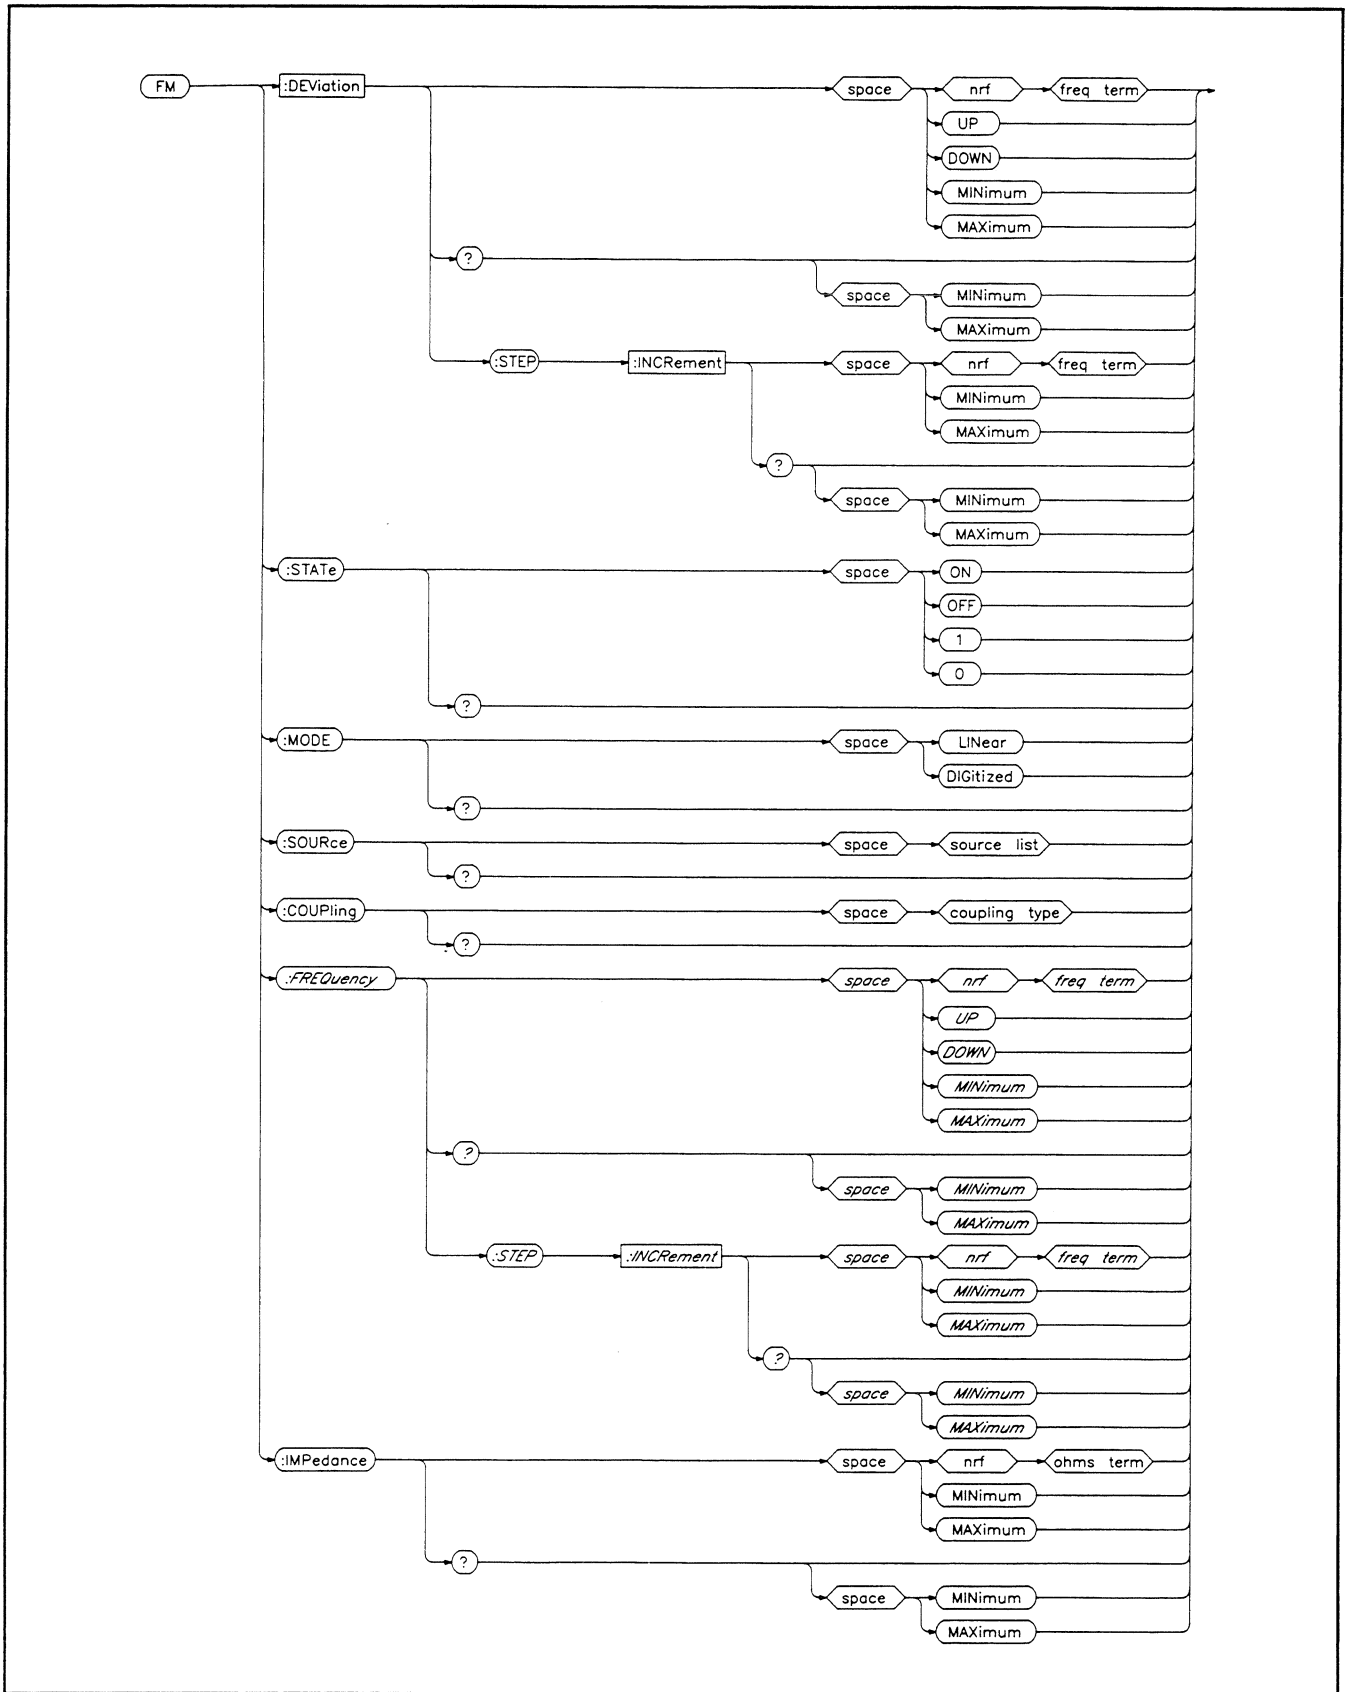 FM :DEViation space nrf freq term
UP
DOWN
MINimum
MAXimum
?
space MINimum
MAXimum
:STEP :INCRement space nrf freq term
MINimum
MAXimum
?
space MINimum
MAXimum
:STATe space ON
OFF
1
0
?
:MODE space LINear
DIGitized
?
:SOURce space source list
?
:COUPling space coupling type
?
:FREQuency space nrf freq term
UP
DOWN
MINimum
MAXimum
?
space MINimum
MAXimum
:STEP :INCRement space nrf freq term
MINimum
MAXimum
?
space MINimum
MAXimum
:IMPedance space nrf ohms term
MINimum
MAXimum
?
space MINimum
MAXimum